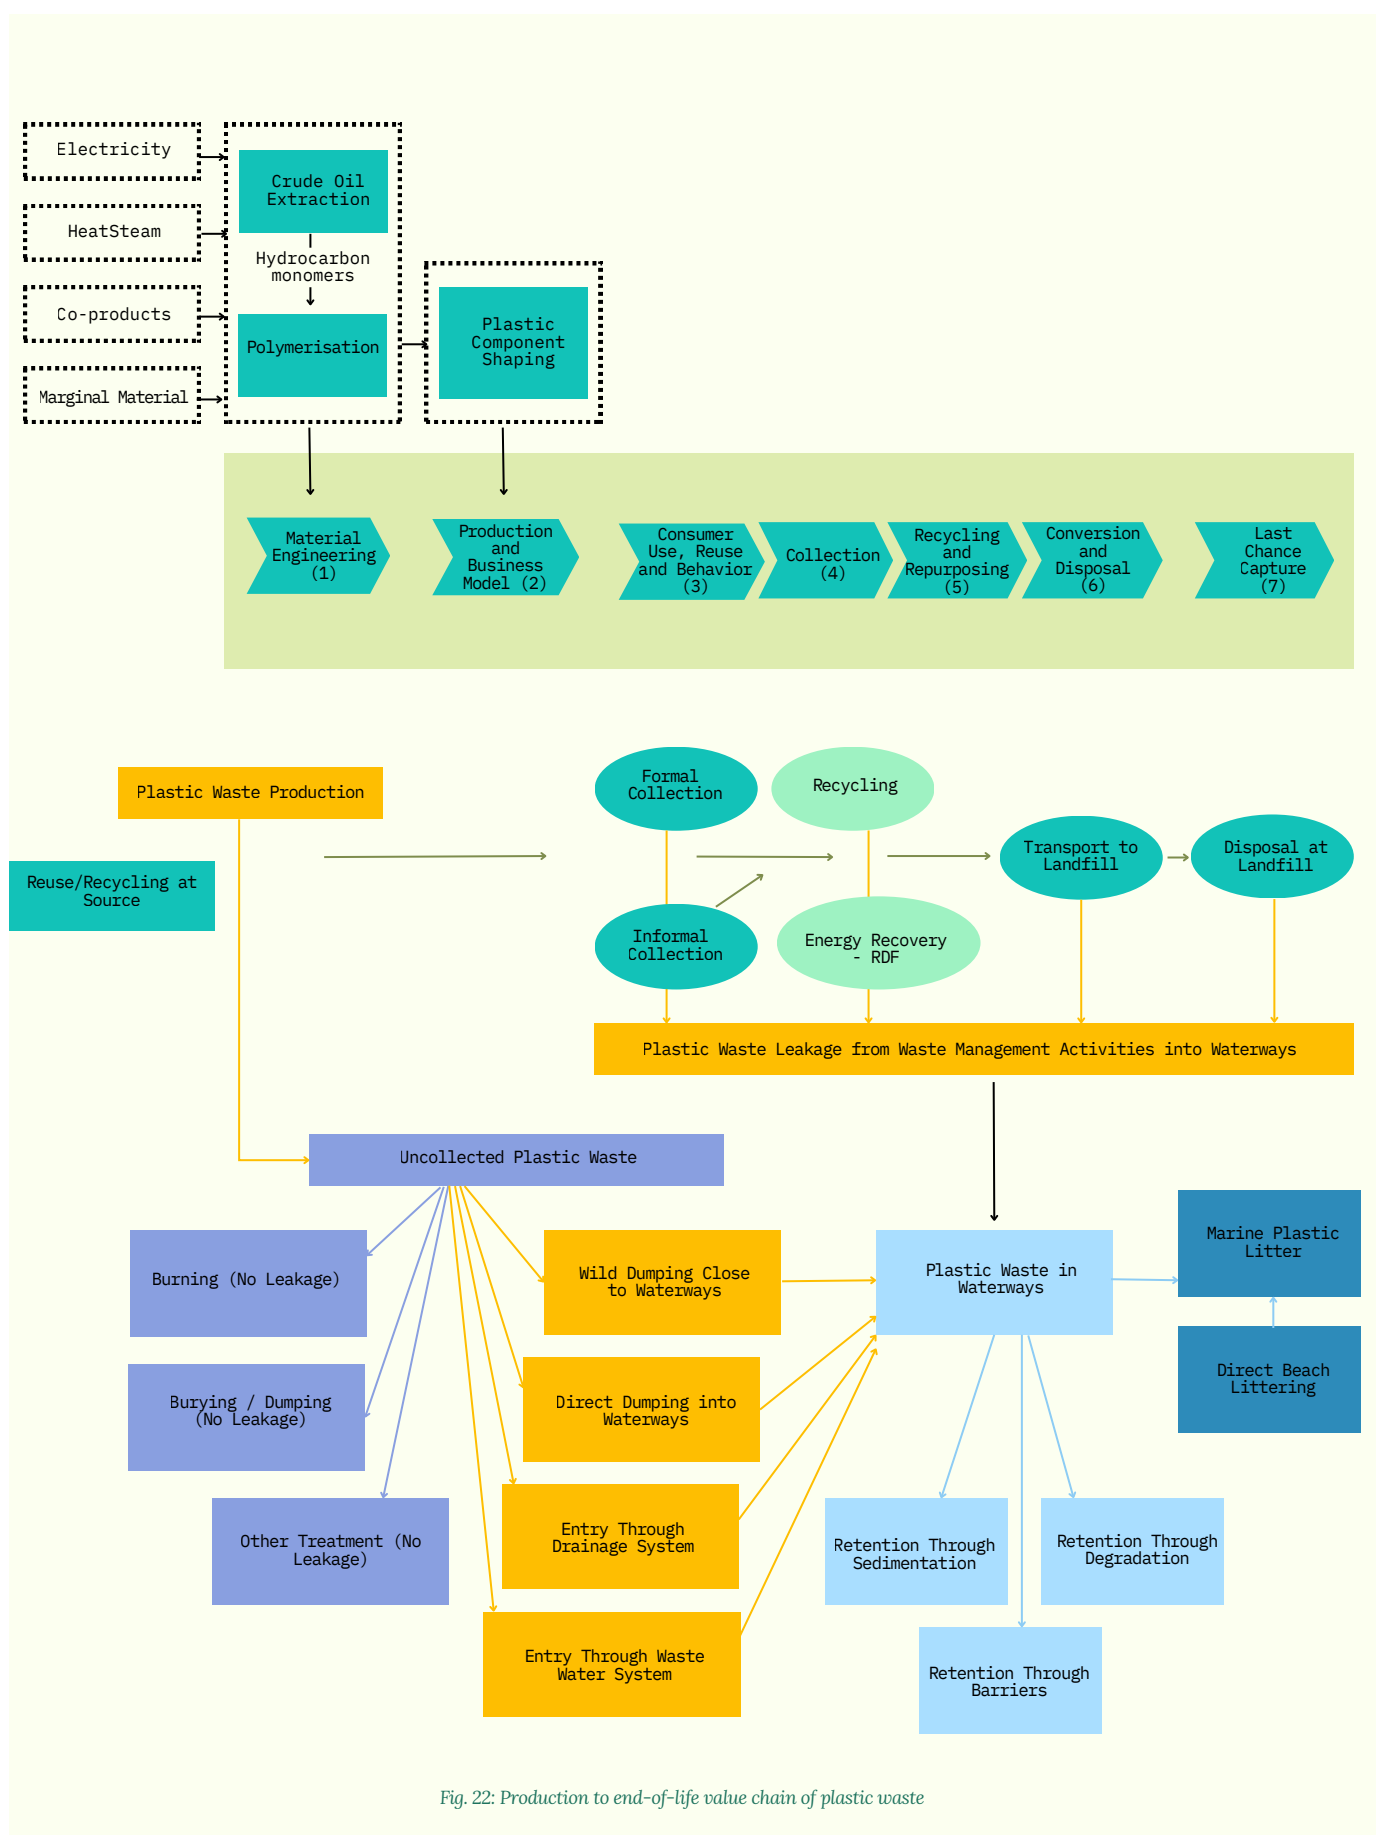 Electricity
HeatSteam
Co-products
Marginal Material
Crude Oil
Extraction
Hydrocarbon
monomers
Polymerisation
Plastic
Component
Shaping
Material
Engineering
(1)
Production
and
Business
Model (2)
Consumer
Use, Reuse
and Behavior
(3)
Collection
(4)
Recycling
and
Repurposing
(5)
Conversion
and
Disposal
(6)
Last
Chance
Capture
(7)
Plastic Waste Production
Reuse/Recycling at
Source
Formal
Collection
Recycling
Informal
Collection
Energy Recovery
- RDF
Transport to
Landfill
Disposal at
Landfill
Plastic Waste Leakage from Waste Management Activities into Waterways
Uncollected Plastic Waste
Burning (No Leakage)
Burying / Dumping
(No Leakage)
Other Treatment (No
Leakage)
Wild Dumping Close
to Waterways
Direct Dumping into
Waterways
Entry Through
Drainage System
Entry Through Waste
Water System
Plastic Waste in
Waterways
Marine Plastic
Litter
Direct Beach
Littering
Retention Through
Sedimentation
Retention Through
Degradation
Retention Through
Barriers
Fig. 22: Production to end-of-life value chain of plastic waste